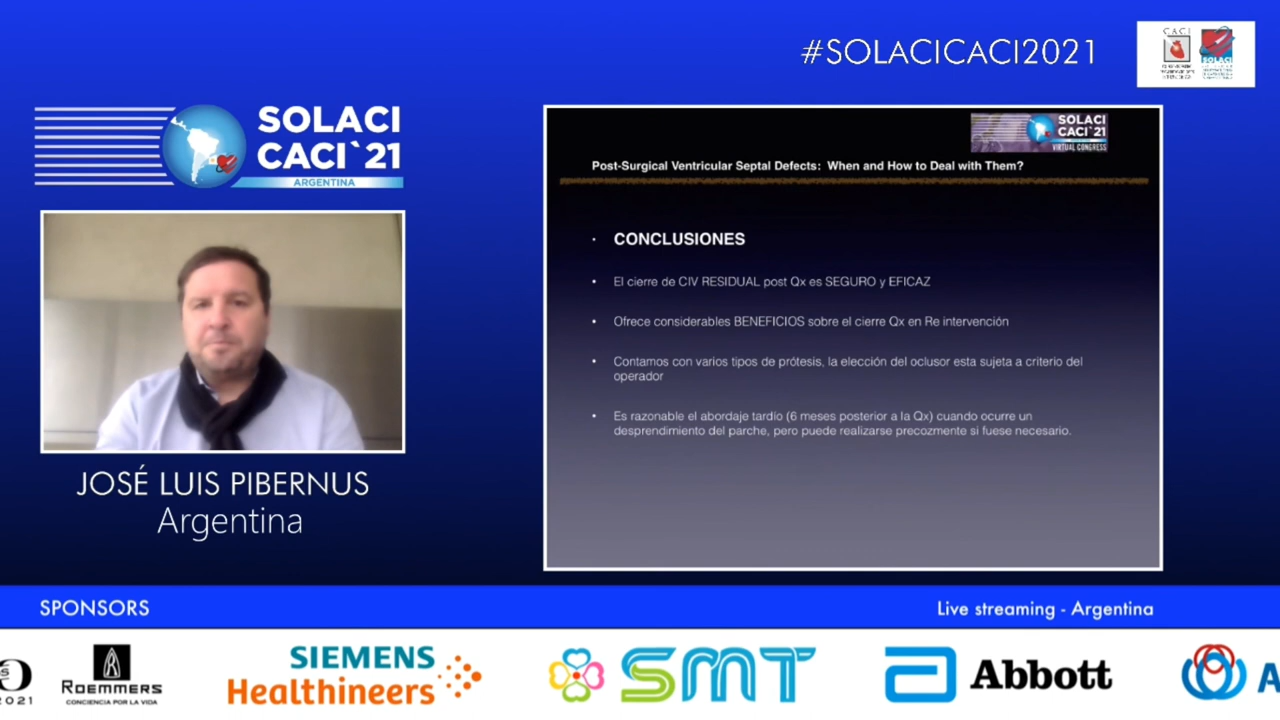 #SOLACICACI2021
CACI
SOLACI
SOLACI
CACI`21
ARGENTINA
SOLACI
CACI`21
VIRTUAL CONGRESS
Post-Surgical Ventricular Septal Defects: When and How to Deal with Them?
· CONCLUSIONES
• El cierre de CIV RESIDUAL post Qx es SEGURO y EFICAZ
• Ofrece considerables BENEFICIOS sobre el cierre Qx en Re intervención
• Contamos con varios tipos de prótesis, la elección del oclusor esta sujeta a criterio del
operador
• Es razonable el abordaje tardío (6 meses posterior a la Qx) cuando ocurre un
desprendimiento del parche, pero puede realizarse precozmente si fuese necesario.
JOSÉ LUIS PIBERNUS
Argentina
SPONSORS
Live streaming - Argentina
2021
ROEMMERS
CONCIENCIA POR LA VIDA
SIEMENS
Healthineers
SMT
Abbott
A